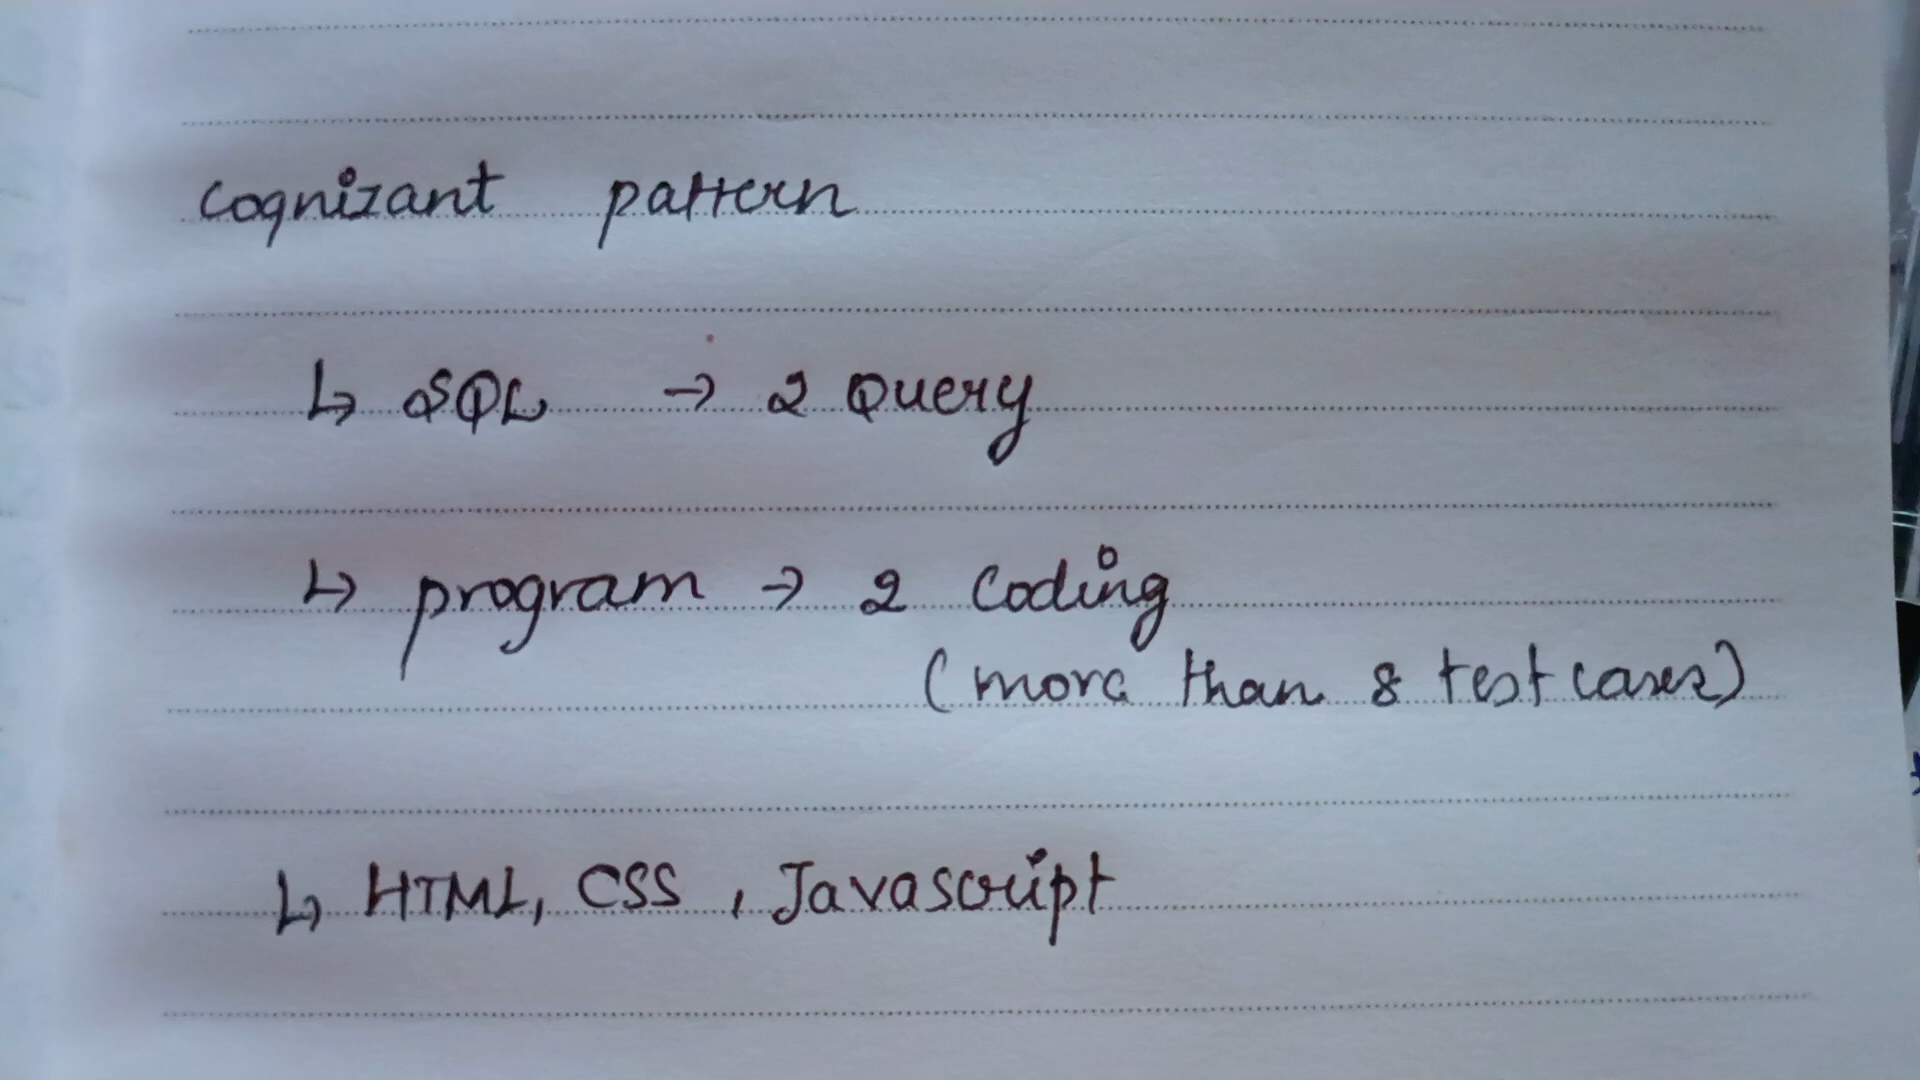 Cognizant pattern
↳ SQL → 2 Query
↳ program → 2 Coding
(more than 8 test cases)
↳ HTML, CSS, Javascript